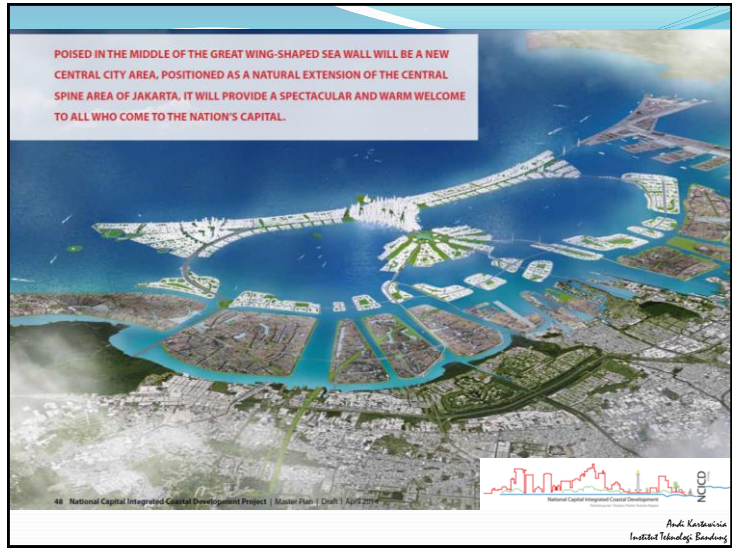 POISED IN THE MIDDLE OF THE GREAT WING-SHAPED SEA WALL WILL BE A NEW
CENTRAL CITY AREA, POSITIONED AS A NATURAL EXTENSION OF THE CENTRAL
SPINE AREA OF JAKARTA, IT WILL PROVIDE A SPECTACULAR AND WARM WELCOME
TO ALL WHO COME TO THE NATION'S CAPITAL.
48 National Capital Integrated Coastal Development Project | Master Plan | Draft | April 2014
National Capital Integrated Coastal Development
NCICD
Andi Kartawiria
Institut Teknologi Bandung